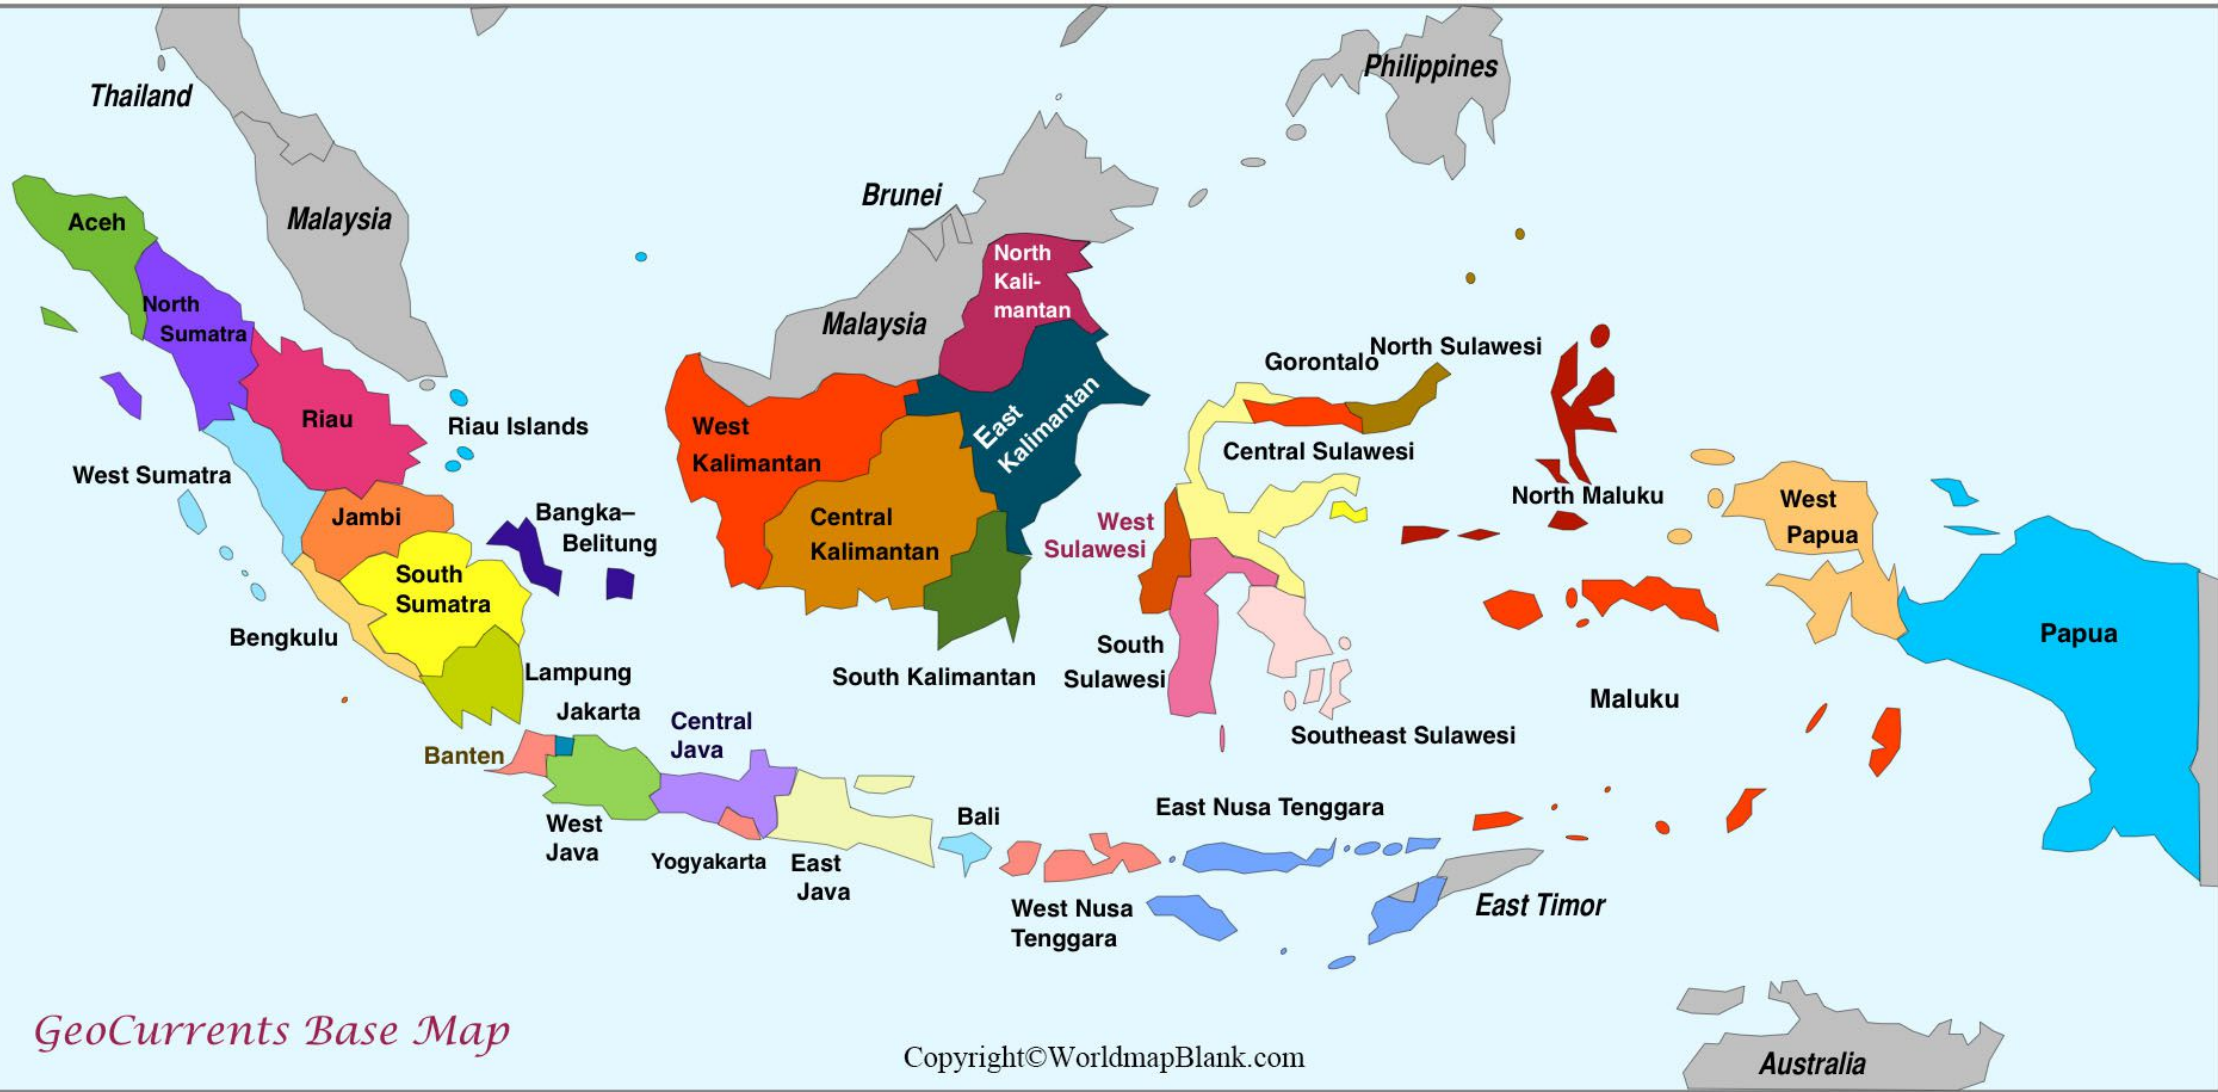 Philippines
Thailand
Brunei
Aceh
Malaysia
North
Kali-
mantan
North
Sumatra
Malaysia
North Sulawesi
Gorontalo
Riau
Riau Islands
West
Kalimantan
East
Kalimantan
Central Sulawesi
West Sumatra
North Maluku
West
Papua
Jambi
Bangka–
Belitung
Central
Kalimantan
West
Sulawesi
South
Sumatra
Bengkulu
Papua
South
Sulawesi
Lampung
South Kalimantan
Maluku
Jakarta
Central
Java
Southeast Sulawesi
Banten
East Nusa Tenggara
Bali
West
Java
Yogyakarta
East
Java
West Nusa
Tenggara
East Timor
GeoCurrents Base Map
Copyright©WorldmapBlank.com
Australia